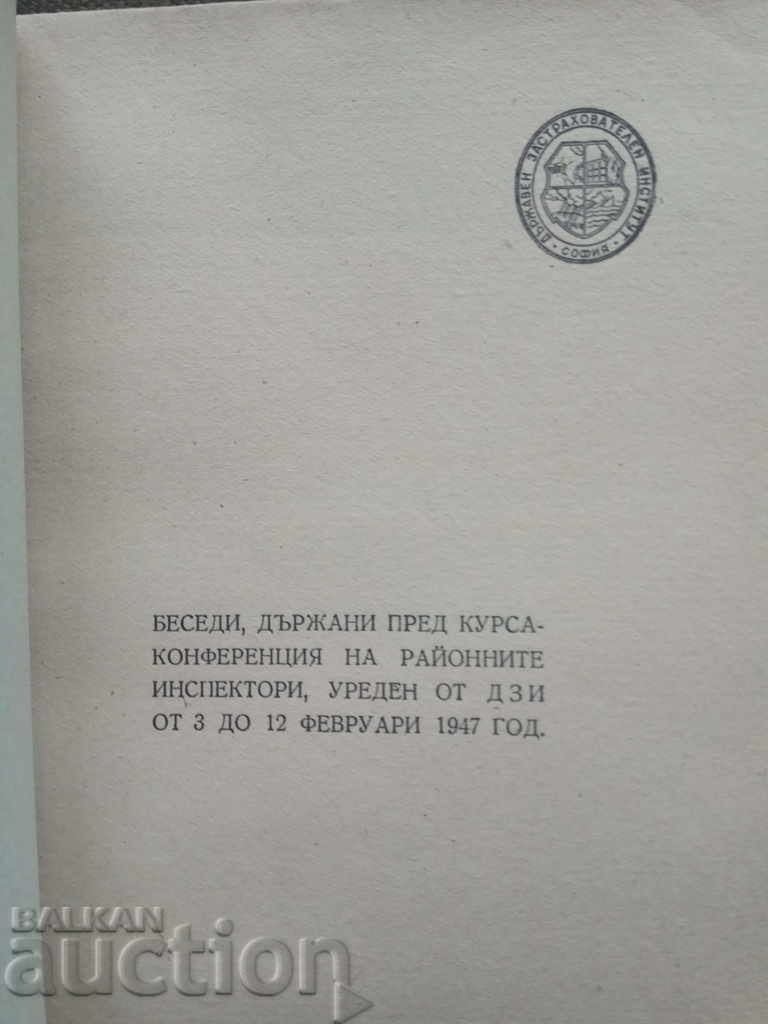 ДЪРЖАВЕН ЗАСТРАХОВАТЕЛЕН ИНСТИТУТ
· СОФИЯ ·
БЕСЕДИ, ДЪРЖАНИ ПРЕД КУРСА-
КОНФЕРЕНЦИЯ НА РАЙОННИТЕ
ИНСПЕКТОРИ, УРЕДЕН ОТ ДЗИ
ОТ 3 ДО 12 ФЕВРУАРИ 1947 ГОД.
BALKAN
auction